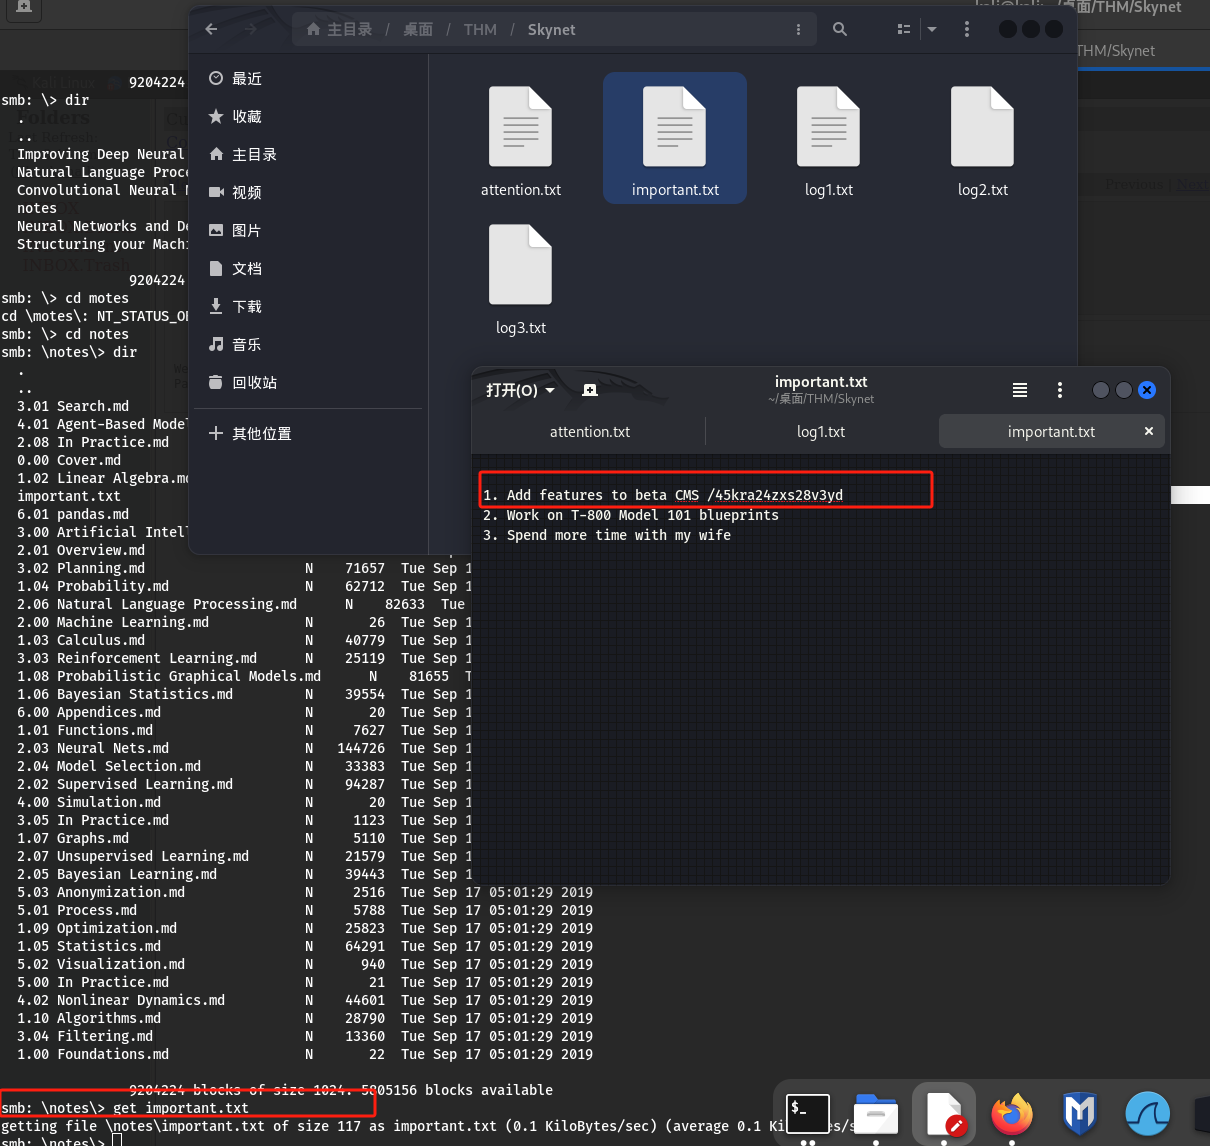 kali@kali: ~/桌面/THM/Skynet
主目录 / 桌面 / THM / Skynet
THM/Skynet
最近
收藏
主目录
视频
图片
文档
下载
音乐
回收站
其他位置
attention.txt
important.txt
log1.txt
log2.txt
log3.txt
Kali Linux
Folders
INBOX.Trash
Previous | Next
9204224
smb: \> dir
.
..
Improving Deep Neural
Natural Language Proce
Convolutional Neural
notes
Neural Networks and De
Structuring your Machi
9204224
smb: \> cd motes
cd \motes\: NT_STATUS_OB
smb: \> cd notes
smb: \notes\> dir
.
..
3.01 Search.md
4.01 Agent-Based Model
2.08 In Practice.md
0.00 Cover.md
1.02 Linear Algebra.md
important.txt
6.01 pandas.md
3.00 Artificial Intell
2.01 Overview.md
3.02 Planning.md N 71657 Tue Sep 1
1.04 Probability.md N 62712 Tue Sep 1
2.06 Natural Language Processing.md N 82633 Tue
2.00 Machine Learning.md N 26 Tue Sep 1
1.03 Calculus.md N 40779 Tue Sep 1
3.03 Reinforcement Learning.md N 25119 Tue Sep 1
1.08 Probabilistic Graphical Models.md N 81655 T
1.06 Bayesian Statistics.md N 39554 Tue Sep 1
6.00 Appendices.md N 20 Tue Sep 1
1.01 Functions.md N 7627 Tue Sep 1
2.03 Neural Nets.md N 144726 Tue Sep 1
2.04 Model Selection.md N 33383 Tue Sep 1
2.02 Supervised Learning.md N 94287 Tue Sep 1
4.00 Simulation.md N 20 Tue Sep 1
3.05 In Practice.md N 1123 Tue Sep 1
1.07 Graphs.md N 5110 Tue Sep 1
2.07 Unsupervised Learning.md N 21579 Tue Sep 1
2.05 Bayesian Learning.md N 39443 Tue Sep 1
5.03 Anonymization.md N 2516 Tue Sep 17 05:01:29 2019
5.01 Process.md N 5788 Tue Sep 17 05:01:29 2019
1.09 Optimization.md N 25823 Tue Sep 17 05:01:29 2019
1.05 Statistics.md N 64291 Tue Sep 17 05:01:29 2019
5.02 Visualization.md N 940 Tue Sep 17 05:01:29 2019
5.00 In Practice.md N 21 Tue Sep 17 05:01:29 2019
4.02 Nonlinear Dynamics.md N 44601 Tue Sep 17 05:01:29 2019
1.10 Algorithms.md N 28790 Tue Sep 17 05:01:29 2019
3.04 Filtering.md N 13360 Tue Sep 17 05:01:29 2019
1.00 Foundations.md N 22 Tue Sep 17 05:01:29 2019
9204224 blocks of size 1024. 5805156 blocks available
smb: \notes\> get important.txt
getting file \notes\important.txt of size 117 as important.txt (0.1 KiloBytes/sec) (average 0.1 Ki
smb: \notes\>
打开(O)
important.txt
~/桌面/THM/Skynet
attention.txt
log1.txt
important.txt
1. Add features to beta CMS /45kra24zxs28v3yd
2. Work on T-800 Model 101 blueprints
3. Spend more time with my wife